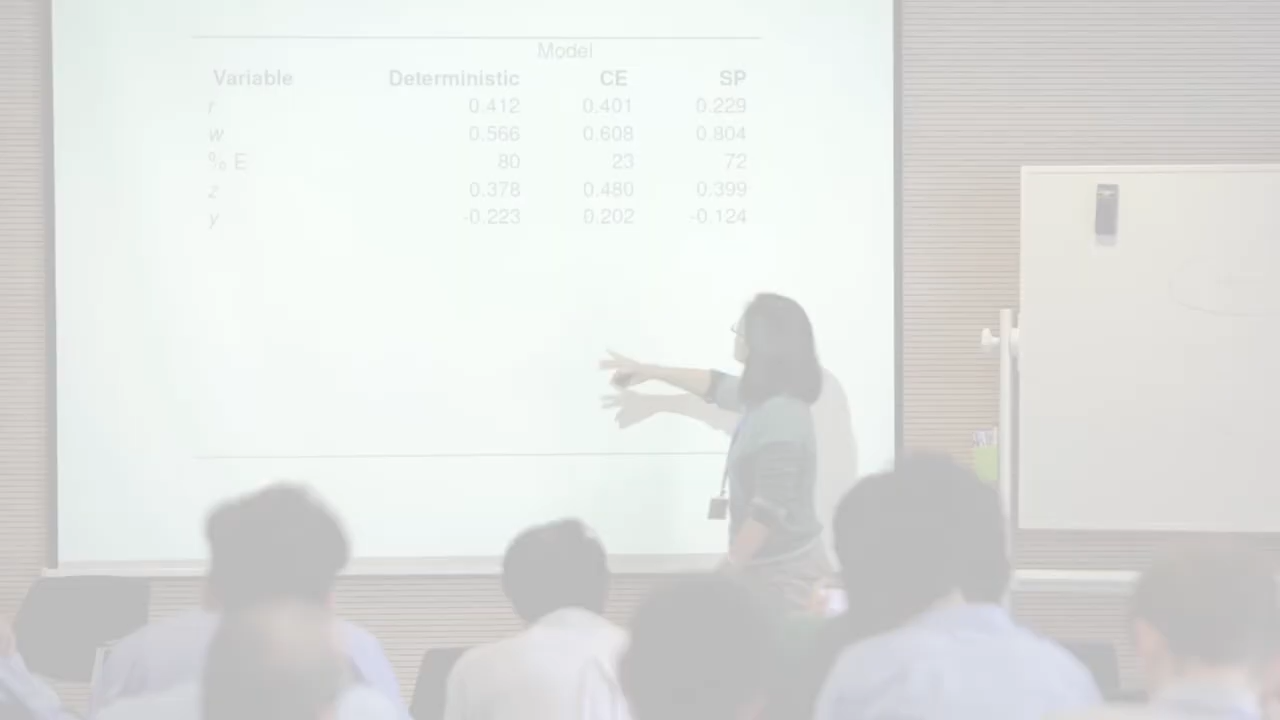 Model
Variable Deterministic CE SP
r 0.412 0.401 0.229
w 0.566 0.608 0.804
% E 80 23 72
z 0.378 0.480 0.399
y -0.223 0.202 -0.124